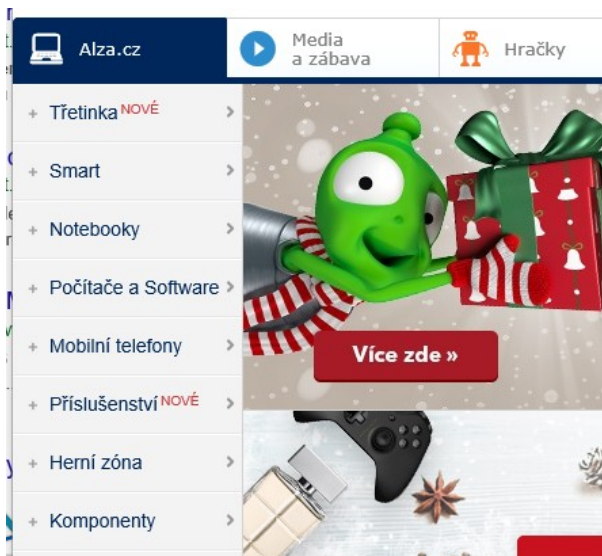 Alza.cz
Media
a zábava
Hračky
+ Třetinka NOVÉ
+ Smart
+ Notebooky
+ Počítače a Software
+ Mobilní telefony
+ Příslušenství NOVÉ
+ Herní zóna
+ Komponenty
Více zde »